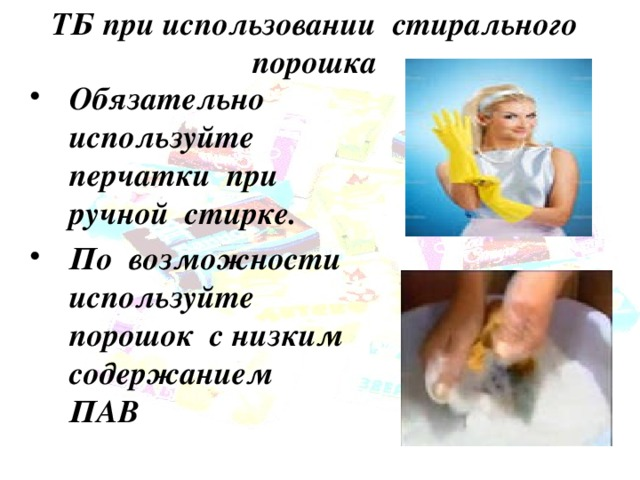 ТБ при использовании стирального
порошка
• Обязательно
используйте
перчатки при
ручной стирке.
• По возможности
используйте
порошок с низким
содержанием
ПАВ